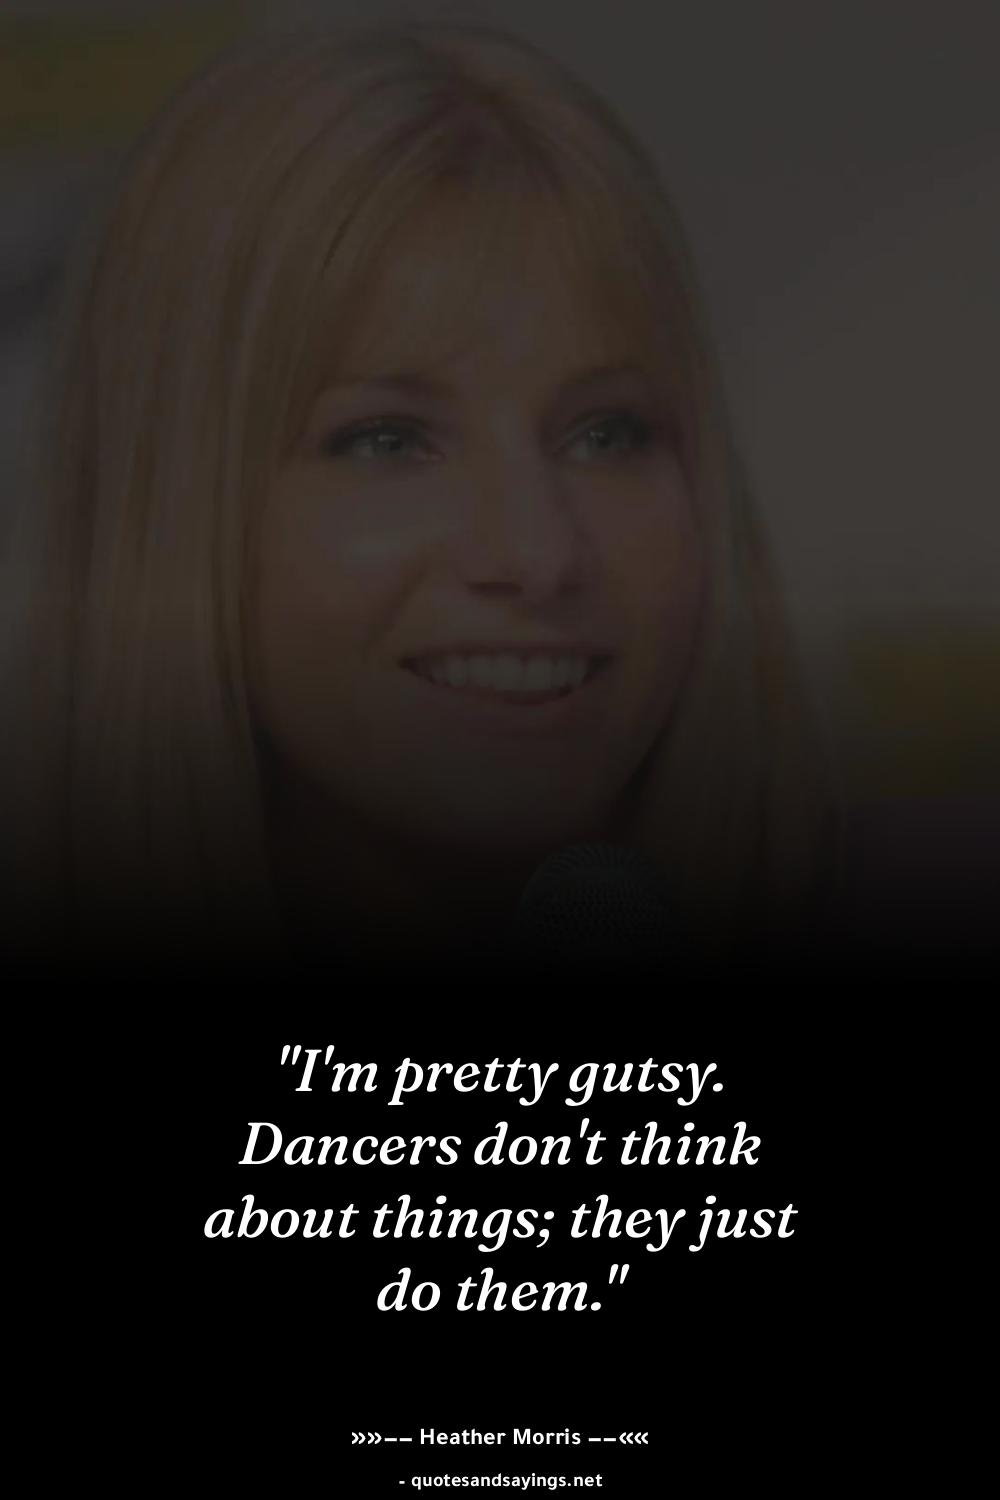 "I'm pretty gutsy.
Dancers don't think
about things; they just
do them."
»»–– Heather Morris ––««
- quotesandsayings.net